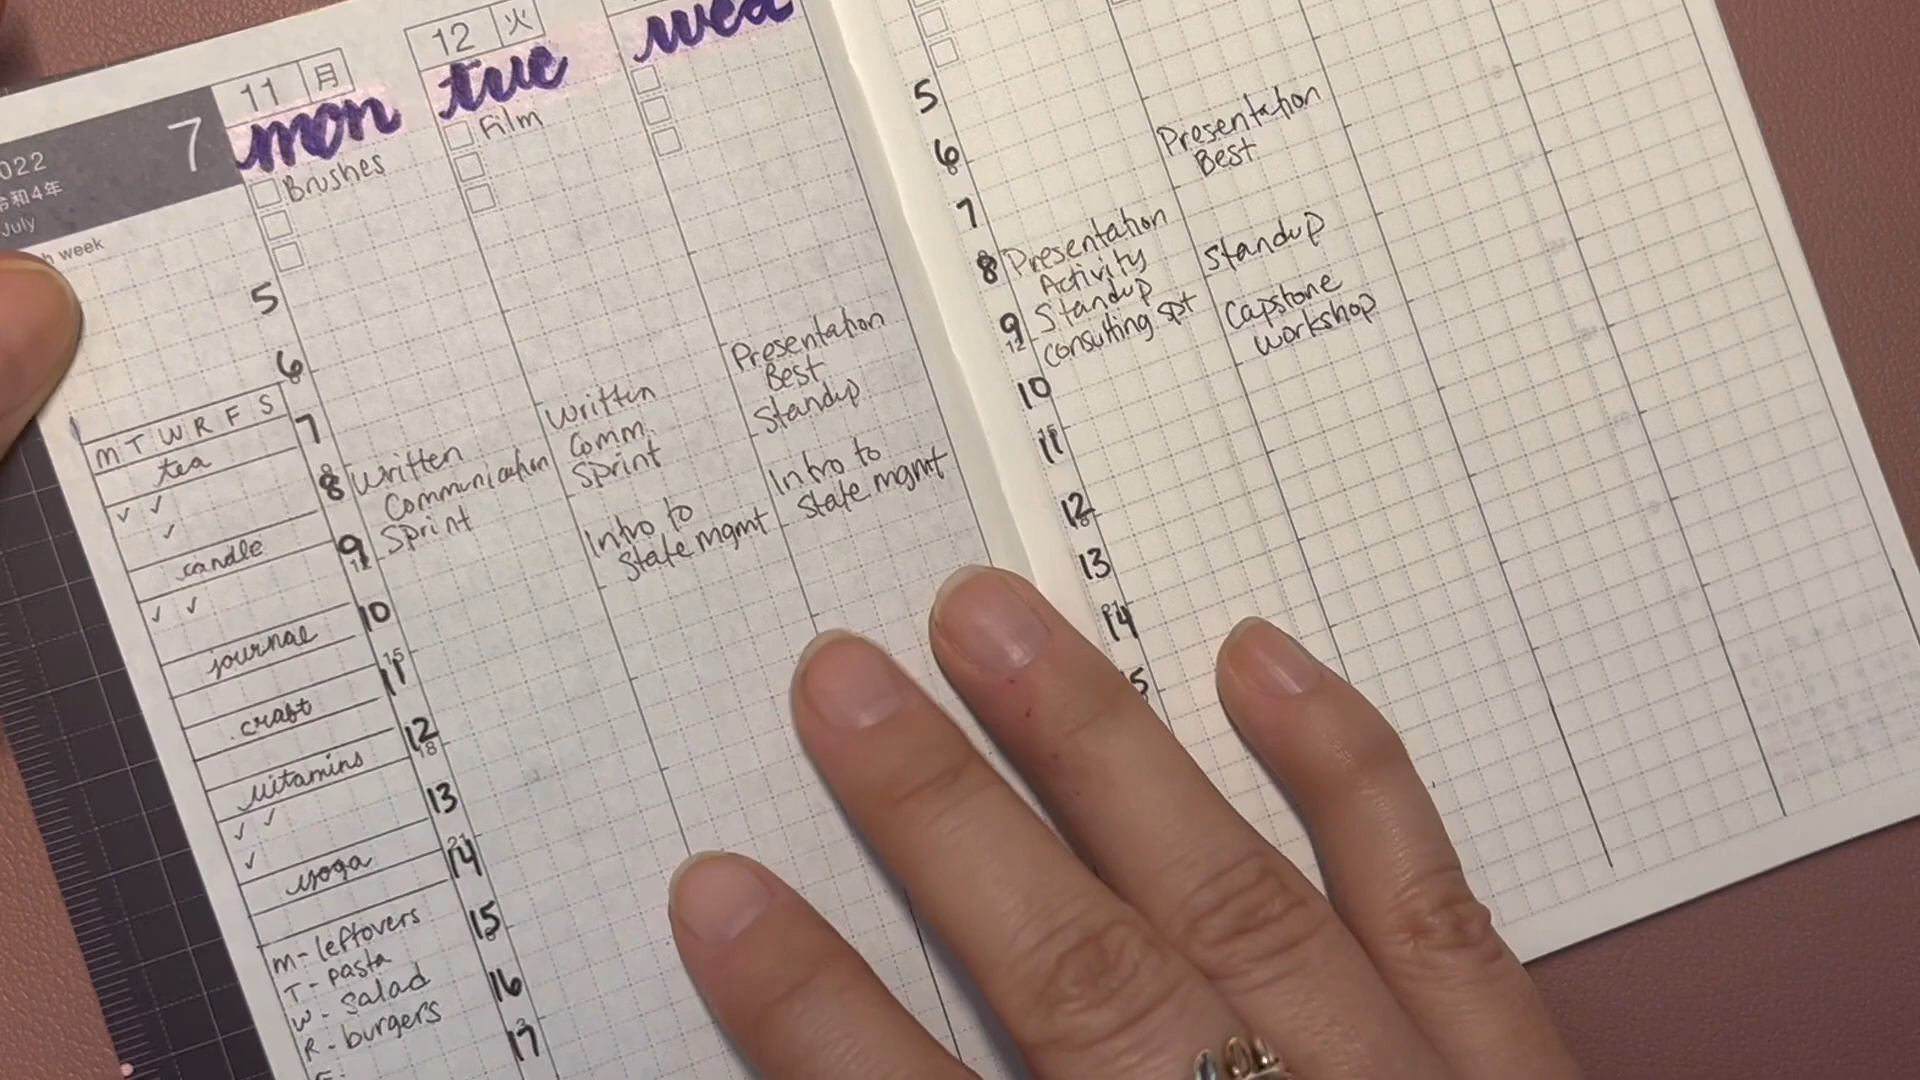 2022
令和4年
July
7
11 月
mon
Brushes
12 火
tue
Film
wed
5
6
7
8
9
10
11
12
13
14
15
16
17
M T W R F S
tea
candle
journal
craft
vitamins
yoga
M - leftovers
T - pasta
W - salad
R - burgers
Written
Communication
Sprint
Written
Comm.
Sprint
Intro to
State mgmt
Presentation
Best
Standup
Intro to
State mgmt
5
6
7
8
9
10
11
12
13
14
Presentation
Activity
Standup
consulting spt
Presentation
Best
Standup
Capstone
workshop